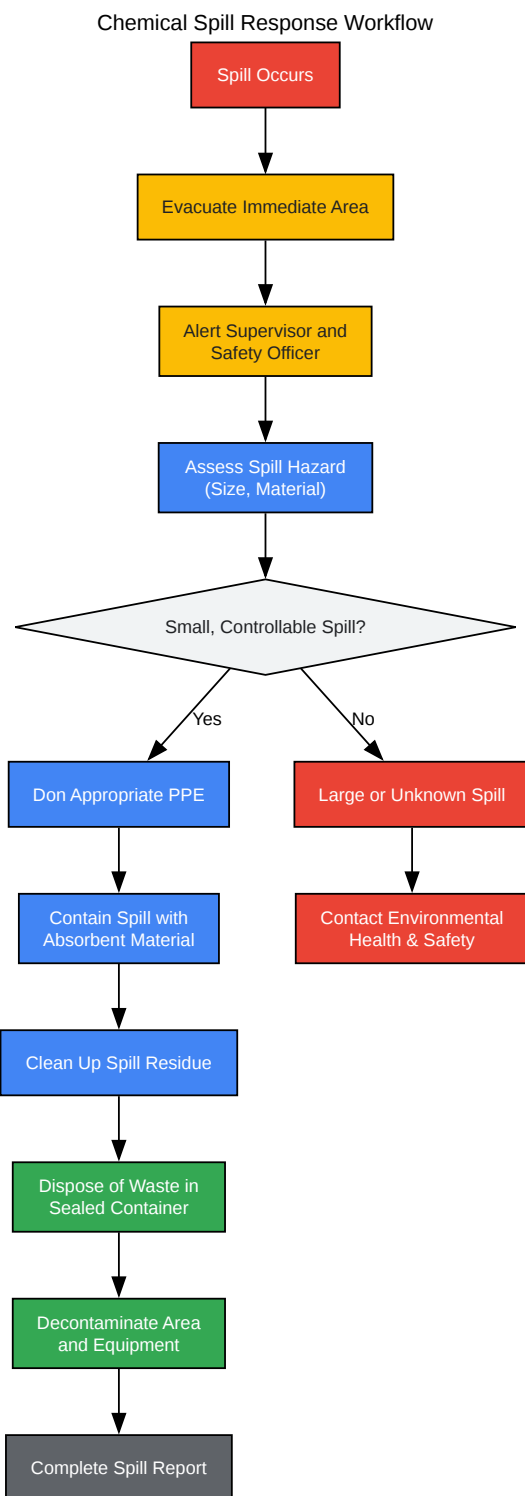 Chemical Spill Response Workflow
Spill Occurs
Evacuate Immediate Area
Alert Supervisor and
Safety Officer
Assess Spill Hazard
(Size, Material)
Small, Controllable Spill?
Yes
No
Don Appropriate PPE
Large or Unknown Spill
Contain Spill with
Absorbent Material
Contact Environmental
Health & Safety
Clean Up Spill Residue
Dispose of Waste in
Sealed Container
Decontaminate Area
and Equipment
Complete Spill Report